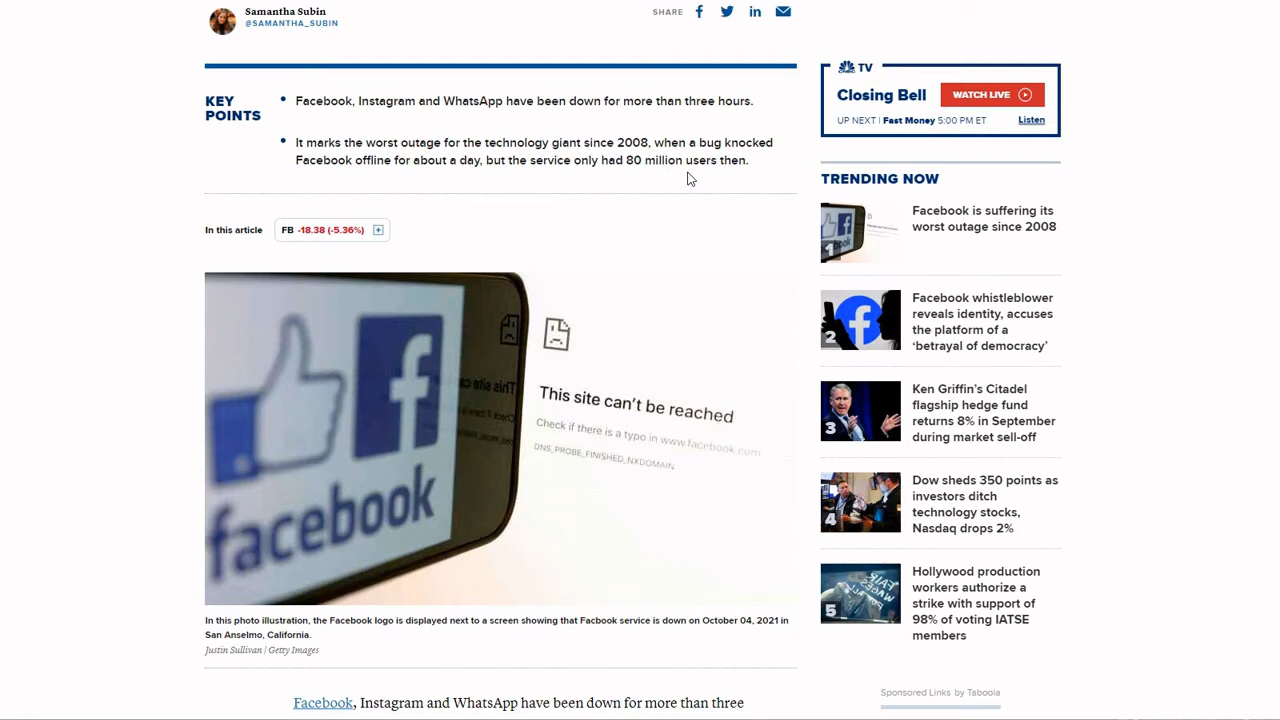 Samantha Subin
@SAMANTHA_SUBIN
SHARE
KEY
POINTS
Facebook, Instagram and WhatsApp have been down for more than three hours.
It marks the worst outage for the technology giant since 2008, when a bug knocked
Facebook offline for about a day, but the service only had 80 million users then.
In this article
FB -18.38 (-5.36%)
facebook
This site can't be reached
Check if there is a typo in www.facebook.com
DNS_PROBE_FINISHED_NXDOMAIN
In this photo illustration, the Facebook logo is displayed next to a screen showing that Facbook service is down on October 04, 2021 in
San Anselmo, California.
Justin Sullivan | Getty Images
Facebook, Instagram and WhatsApp have been down for more than three
TV
Closing Bell
WATCH LIVE
UP NEXT | Fast Money 5:00 PM ET
Listen
TRENDING NOW
1
Facebook is suffering its
worst outage since 2008
2
Facebook whistleblower
reveals identity, accuses
the platform of a
‘betrayal of democracy’
3
Ken Griffin’s Citadel
flagship hedge fund
returns 8% in September
during market sell-off
4
Dow sheds 350 points as
investors ditch
technology stocks,
Nasdaq drops 2%
5
Hollywood production
workers authorize a
strike with support of
98% of voting IATSE
members
Sponsored Links by Taboola